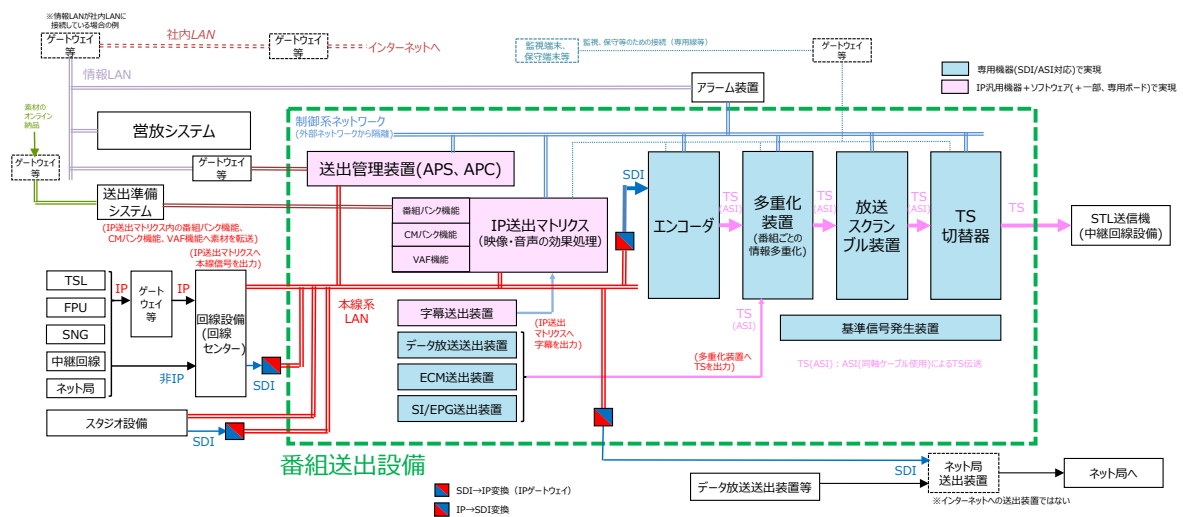 ※情報LANが社内LANに
接続している場合の例
ゲートウェイ
等
社内LAN
ゲートウェイ
等
インターネットへ
監視端末、
保守端末等
監視、保守等のための接続（専用線等）
ゲートウェイ
等
専用機器(SDI/ASI対応)で実現
IP汎用機器＋ソフトウェア(＋一部、専用ボード)で実現
情報LAN
アラーム装置
素材の
オンライン
納品
営放システム
制御系ネットワーク
(外部ネットワークから隔離)
ゲートウェイ
等
ゲートウェイ
等
送出管理装置(APS、APC)
送出準備
システム
(IP送出マトリクス内の番組バンク機能、
CMバンク機能、VAF機能へ素材を転送)
(IP送出マトリクスへ
本線信号を出力)
番組バンク機能
CMバンク機能
VAF機能
IP送出マトリクス
(映像・音声の効果処理)
SDI
エンコーダ
TS
(ASI)
多重化
装置
(番組ごとの
情報多重化)
TS
(ASI)
放送
スクラン
ブル装置
TS
(ASI)
TS
切替器
TS
STL送信機
(中継回線設備)
TSL
FPU
SNG
中継回線
ネット局
IP
ゲート
ウェイ
等
IP
非IP
回線設備
(回線
センター)
SDI
本線系
LAN
字幕送出装置
(IP送出
マトリクスへ
字幕を出力)
データ放送送出装置
ECM送出装置
SI/EPG送出装置
TS
(ASI)
(多重化装置へ
TSを出力)
基準信号発生装置
TS(ASI)：ASI(同軸ケーブル使用)によるTS伝送
スタジオ設備
SDI
番組送出設備
SDI→IP変換（IPゲートウェイ）
IP→SDI変換
データ放送送出装置等
SDI
ネット局
送出装置
※インターネットへの送出装置ではない
ネット局へ